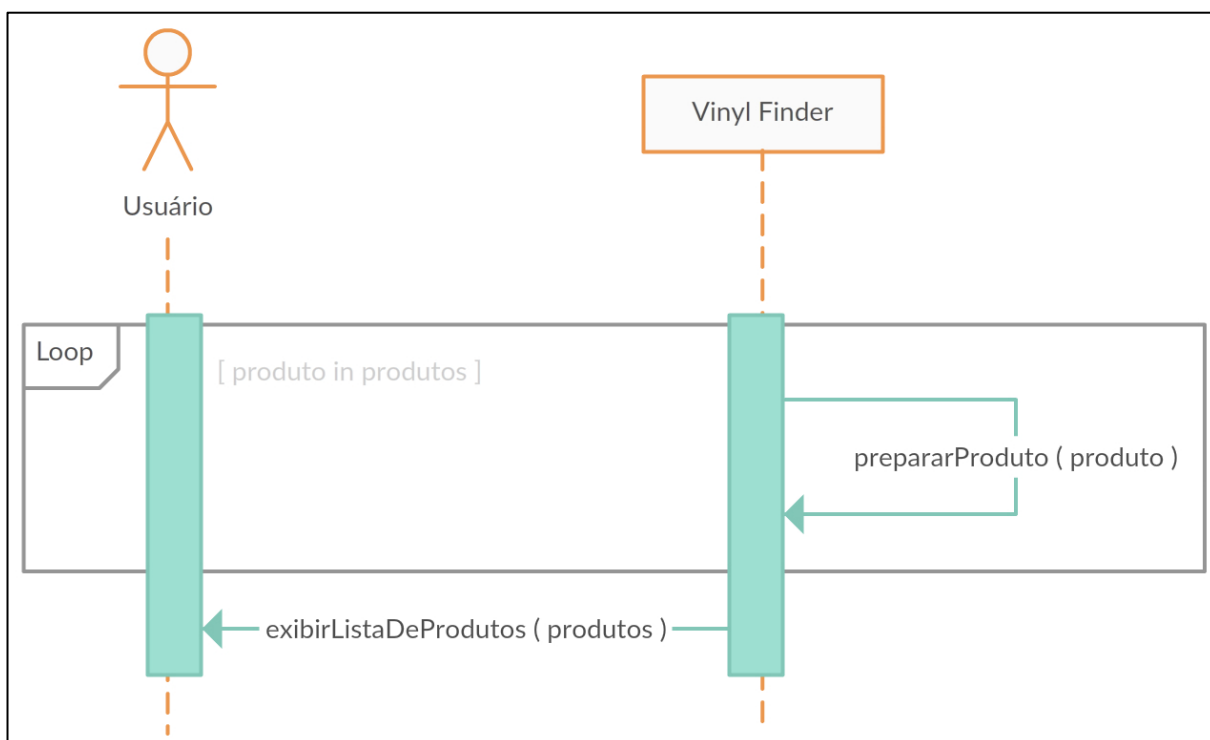 Usuário
Vinyl Finder
Loop
[ produto in produtos ]
prepararProduto ( produto )
exibirListaDeProdutos ( produtos )